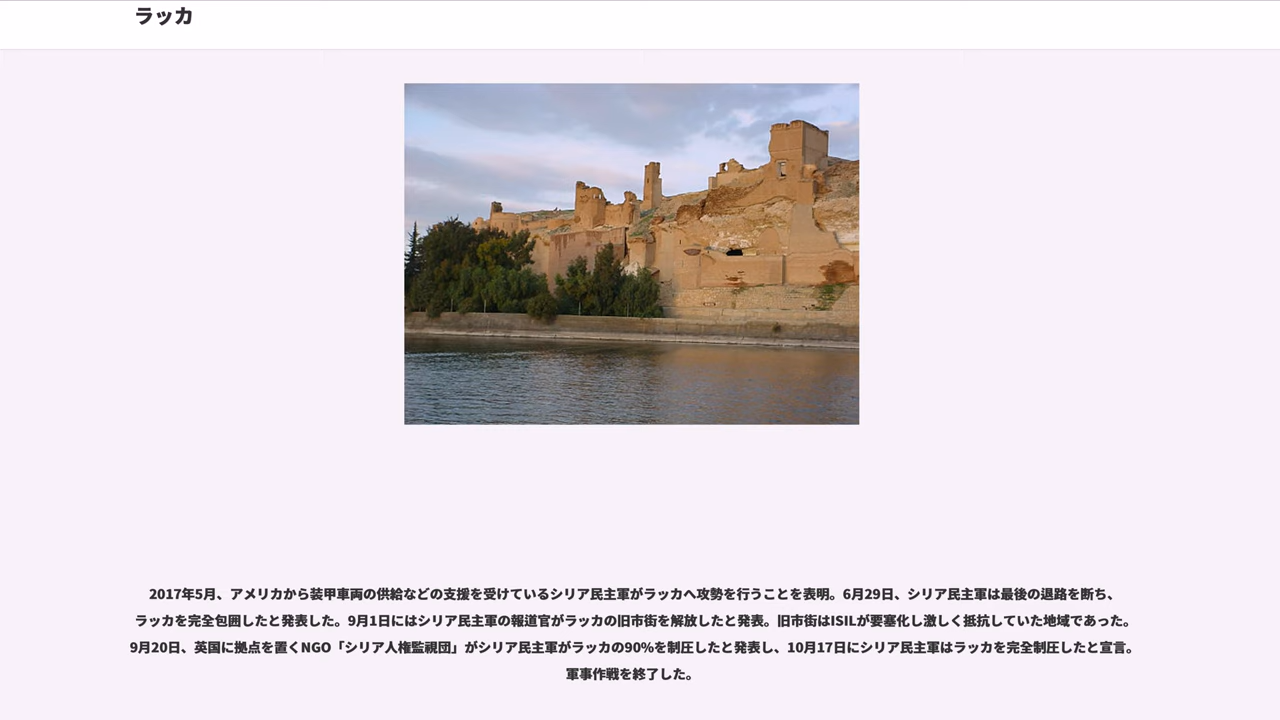 ラッカ
2017年5月、アメリカから装甲車両の供給などの支援を受けているシリア民主軍がラッカへ攻勢を行うことを表明。6月29日、シリア民主軍は最後の退路を断ち、
ラッカを完全包囲したと発表した。9月1日にはシリア民主軍の報道官がラッカの旧市街を解放したと発表。旧市街はISILが要塞化し激しく抵抗していた地域であった。
9月20日、英国に拠点を置くNGO「シリア人権監視団」がシリア民主軍がラッカの90%を制圧したと発表し、10月17日にシリア民主軍はラッカを完全制圧したと宣言。
軍事作戦を終了した。